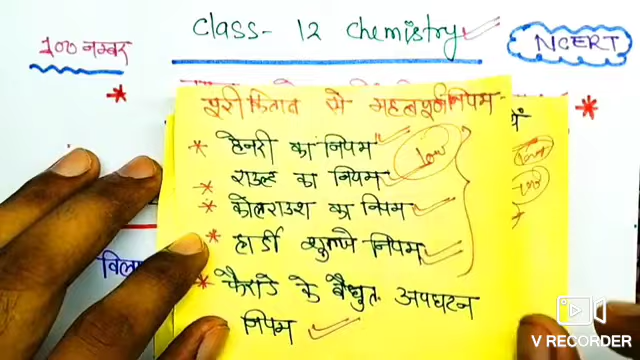 Class- 12 Chemistry
100 नम्बर
NCERT
पूरी किताब से महत्वपूर्ण नियम
* हेनरी का नियम
* राउल्ट का नियम
* कोलराउश का नियम
* हार्डी शुल्जे नियम
* फैराडे के वैधुत अपघटन
नियम
विला
V RECORDER